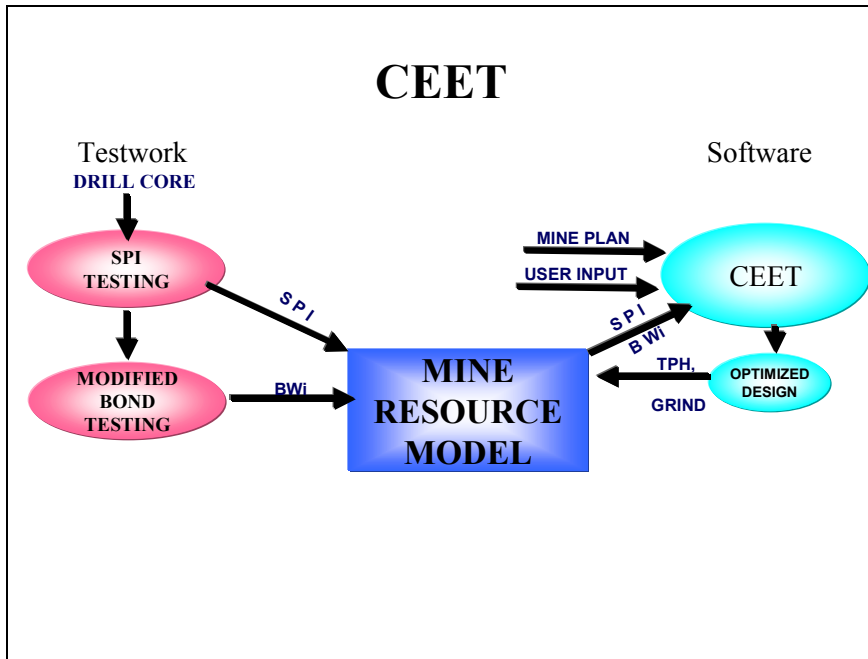 CEET
Testwork
DRILL CORE
SPI
TESTING
MODIFIED
BOND
TESTING
S P I
BWi
MINE
RESOURCE
MODEL
Software
MINE PLAN
USER INPUT
CEET
S P I
B Wi
TPH,
GRIND
OPTIMIZED
DESIGN